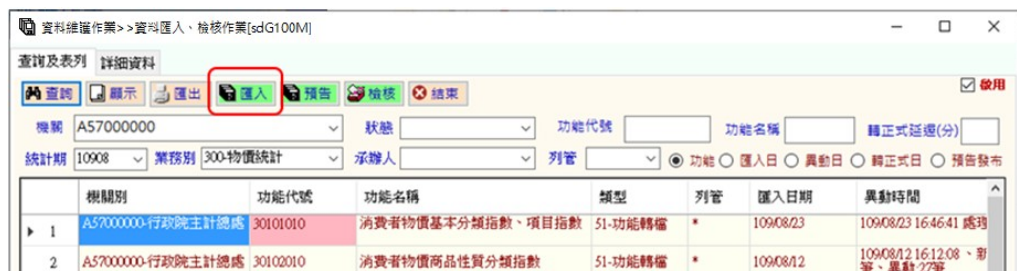 資料維護作業>>資料匯入、檢核作業[sdG100M]
查詢及表列 詳細資料
查詢 顯示 匯出 匯入 預告 檢核 結束 啟用
機關 A57000000 狀態 功能代號 功能名稱 轉正式延遲(分)
統計期 10908 業務別 300-物價統計 承辦人 列管 功能 匯入日 異動日 轉正式日 預告發布
機關別 功能代號 功能名稱 類型 列管 匯入日期 異動時間
1 A57000000-行政院主計總處 30101010 消費者物價基本分類指數、項目指數 51-功能轉檔 * 109/08/23 109/08/23 16:46:41 處理
2 A57000000-行政院主計總處 30102010 消費者物價商品性質分類指數 51-功能轉檔 * 109/08/12 109/08/12 16:12:08 、新
筆、異動:27筆